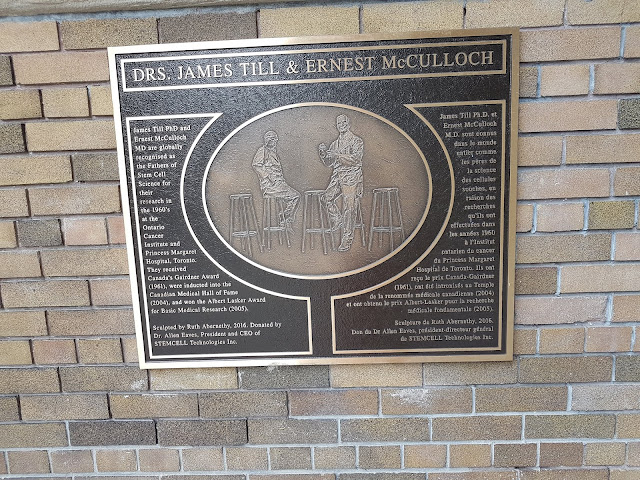 DRS. JAMES TILL & ERNEST McCULLOCH
James Till PhD and
Ernest McCulloch
MD are globally
recognised as
the Fathers of
Stem Cell
Science for
their
research in
the 1960's
at the
Ontario
Cancer
Institute and
Princess Margaret
Hospital, Toronto.
They received
Canada's Gairdner Award
(1961), were inducted into the
Canadian Medical Hall of Fame
(2004), and won the Albert Lasker Award
for Basic Medical Research (2005).
Sculpted by Ruth Abernethy, 2016. Donated by
Dr. Allen Eaves, President and CEO of
STEMCELL Technologies Inc.
James Till Ph.D. et
Ernest McCulloch
M.D. sont connus
dans le monde
entier comme
les pères de
la science
des cellules
souches, en
raison des
recherches
qu'ils ont
effectuées dans
les années 1960
à l'Institut
ontarien du cancer
du Princess Margaret
Hospital de Toronto. Ils ont
reçu le prix Canada-Gairdner
(1961), ont été intronisés au Temple
de la renommée médicale canadienne (2004)
et ont obtenu le prix Albert-Lasker pour la recherche
médicale fondamentale (2005).
Sculpture de Ruth Abernethy, 2016.
Don du Dr Allen Eaves, président-directeur général
de STEMCELL Technologies Inc.